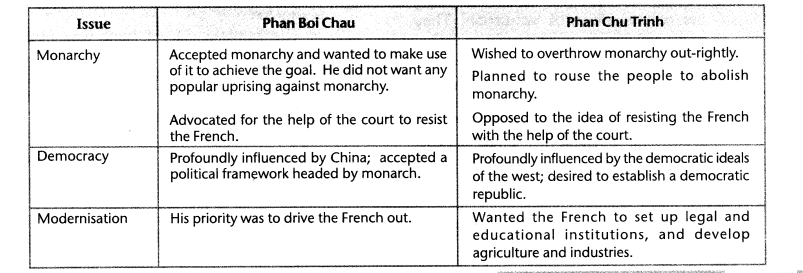 Issue
Phan Boi Chau
Phan Chu Trinh
Monarchy
Accepted monarchy and wanted to make use
of it to achieve the goal. He did not want any
popular uprising against monarchy.
Advocated for the help of the court to resist
the French.
Wished to overthrow monarchy out-rightly.
Planned to rouse the people to abolish
monarchy.
Opposed to the idea of resisting the French
with the help of the court.
Democracy
Profoundly influenced by China; accepted a
political framework headed by monarch.
Profoundly influenced by the democratic ideals
of the west; desired to establish a democratic
republic.
Modernisation
His priority was to drive the French out.
Wanted the French to set up legal and
educational institutions, and develop
agriculture and industries.